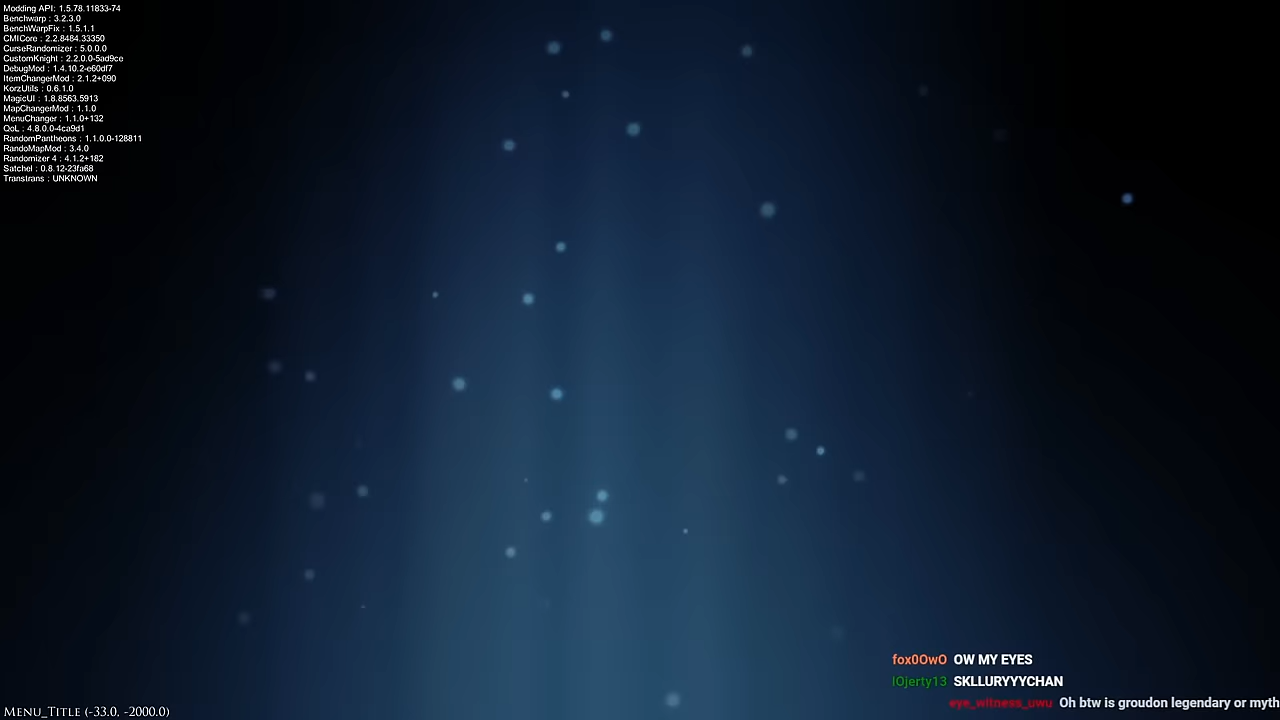 Modding API: 1.5.78.11833-74
Benchwarp : 3.2.3.0
BenchWarpFix : 1.5.1.1
CMICore : 2.2.8484.33350
CurseRandomizer : 5.0.0.0
CustomKnight : 2.2.0.0-5ad9ce
DebugMod : 1.4.10.2-e60df7
ItemChangerMod : 2.1.2+090
KorzUtils : 0.6.1.0
MagicUI : 1.8.8563.5913
MapChangerMod : 1.1.0
MenuChanger : 1.1.0+132
QoL : 4.8.0.0-4ca9d1
RandomPantheons : 1.1.0.0-128811
RandoMapMod : 3.4.0
Randomizer 4 : 4.1.2+182
Satchel : 0.8.12-23fa68
Transtrans : UNKNOWN
fox0OwO OW MY EYES
l0jerty13 SKLLURYYYCHAN
eye_witness_uwu Oh btw is groudon legendary or myth
Menu_Title (-33.0, -2000.0)